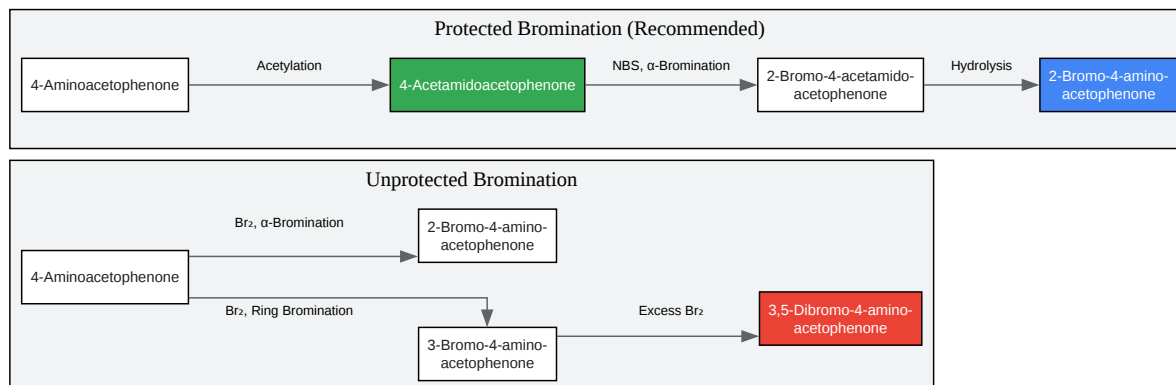 Protected Bromination (Recommended)
4-Aminoacetophenone
Acetylation
4-Acetamidoacetophenone
NBS, α-Bromination
2-Bromo-4-acetamido-
acetophenone
Hydrolysis
2-Bromo-4-amino-
acetophenone
Unprotected Bromination
4-Aminoacetophenone
Br₂, α-Bromination
2-Bromo-4-amino-
acetophenone
Br₂, Ring Bromination
3-Bromo-4-amino-
acetophenone
Excess Br₂
3,5-Dibromo-4-amino-
acetophenone